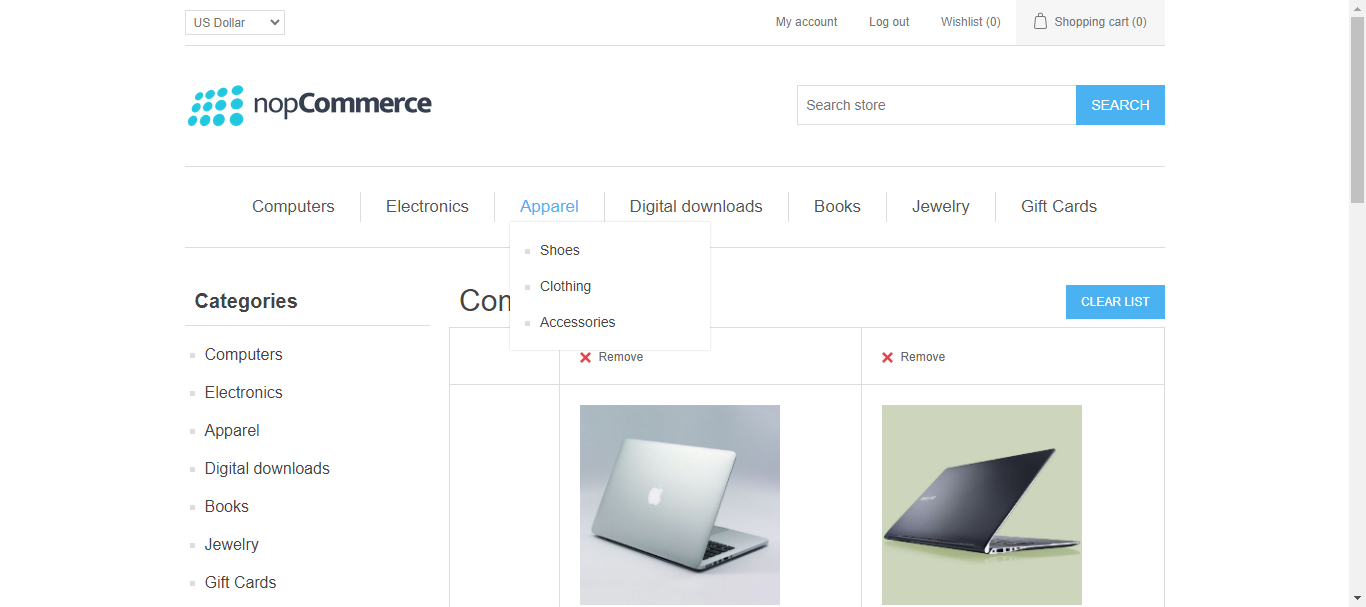 US Dollar
My account
Log out
Wishlist (0)
Shopping cart (0)
nopCommerce
Search store
SEARCH
Computers
Electronics
Apparel
Digital downloads
Books
Jewelry
Gift Cards
Shoes
Clothing
Accessories
Categories
Computers
Electronics
Apparel
Digital downloads
Books
Jewelry
Gift Cards
CLEAR LIST
Remove
Remove